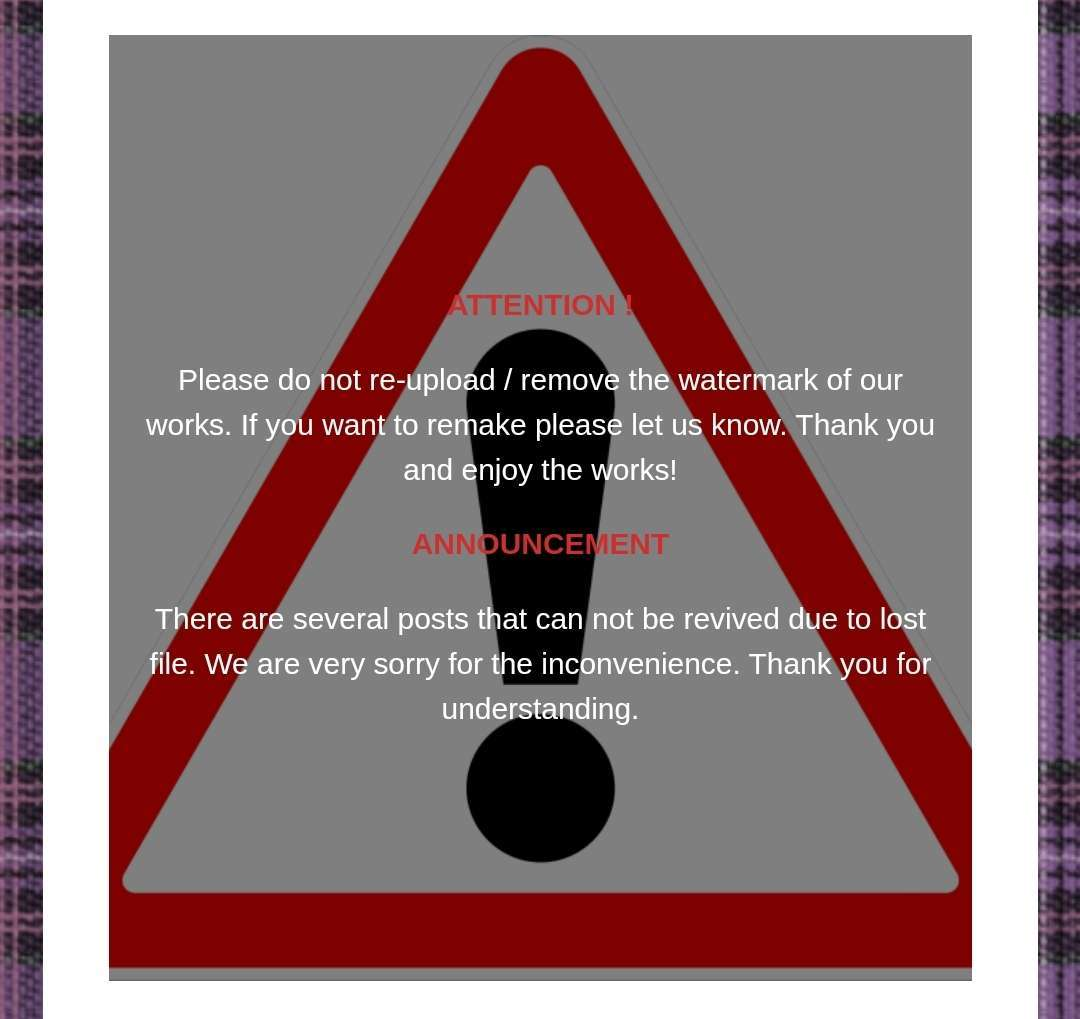 ATTENTION !
Please do not re-upload / remove the watermark of our
works. If you want to remake please let us know. Thank you
and enjoy the works!
ANNOUNCEMENT
There are several posts that can not be revived due to lost
file. We are very sorry for the inconvenience. Thank you for
understanding.